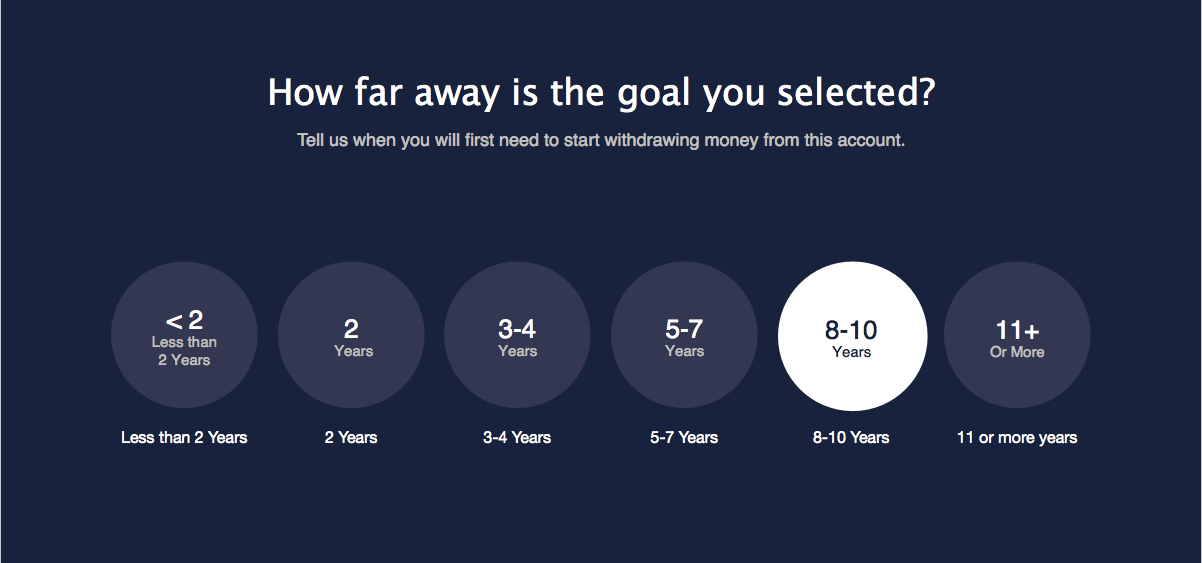 How far away is the goal you selected?
Tell us when you will first need to start withdrawing money from this account.
< 2
Less than
2 Years
2
Years
3-4
Years
5-7
Years
8-10
Years
11+
Or More
Less than 2 Years
2 Years
3-4 Years
5-7 Years
8-10 Years
11 or more years